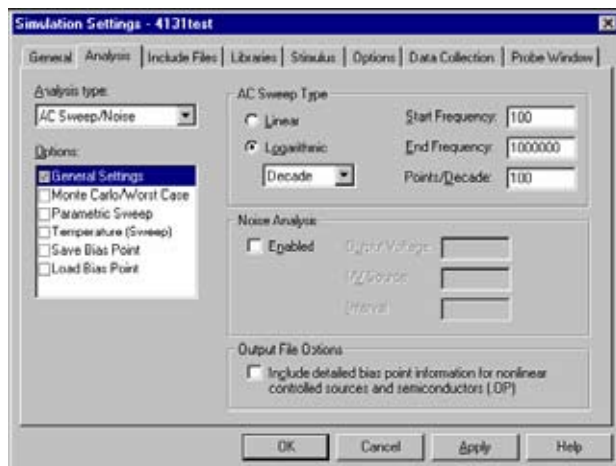 Simulation Settings - 4131test
General Analysis Include Files Libraries Stimulus Options Data Collection Probe Window
Analysis type:
AC Sweep/Noise
Options:
General Settings
Monte Carlo/Worst Case
Parametric Sweep
Temperature (Sweep)
Save Bias Point
Load Bias Point
AC Sweep Type
Linear
Logarithmic
Decade
Start Frequency: 100
End Frequency: 1000000
Points/Decade: 100
Noise Analysis
Enabled
Output Voltage:
I/V Source:
Interval:
Output File Options
Include detailed bias point information for nonlinear
controlled sources and semiconductors (.OP)
OK Cancel Apply Help